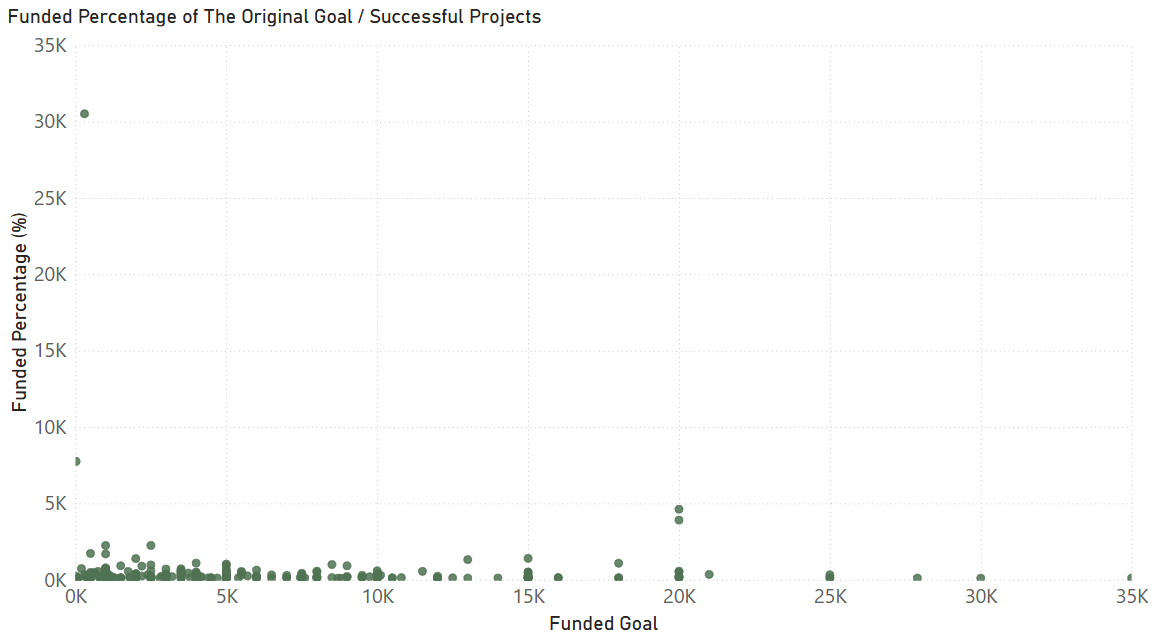 Funded Percentage of The Original Goal / Successful Projects
35K
30K
25K
20K
15K
10K
5K
0K
Funded Percentage (%)
0K 5K 10K 15K 20K 25K 30K 35K
Funded Goal